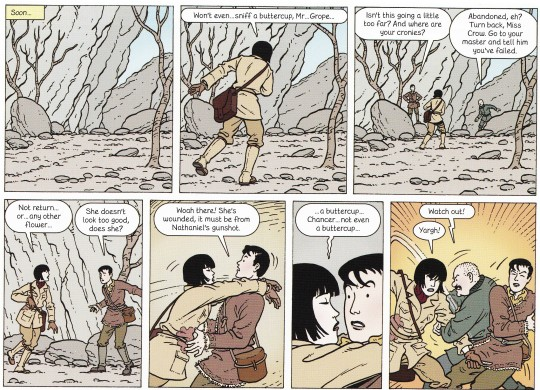 Soon...
Won't even...sniff a buttercup, Mr...Grope...
Isn't this going a little
too far? And where are
your cronies?
Abandoned, eh?
Turn back, Miss
Crow. Go to your
master and tell him
you've failed.
Not return...
or...any other
flower...
She doesn't
look too good,
does she?
Woah there! She's
wounded, it must be from
Nathaniel's gunshot.
...a buttercup...
Chancer...not even
a buttercup...
Watch out!
Yargh!